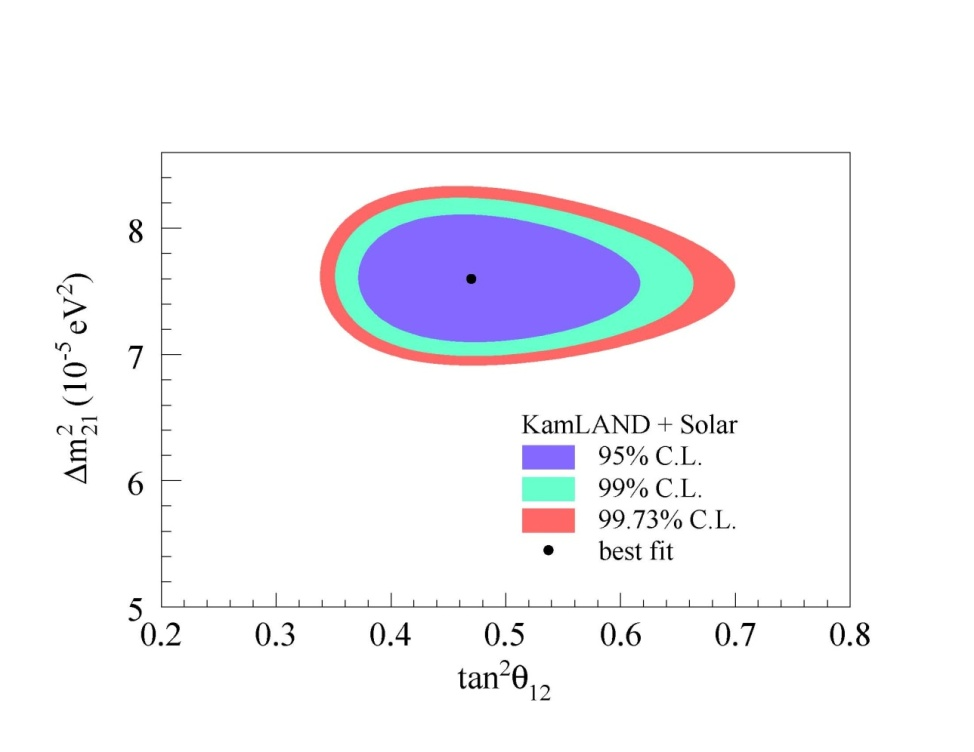 8
7
6
5
Δm²₂₁ (10⁻⁵ eV²)
KamLAND + Solar
95% C.L.
99% C.L.
99.73% C.L.
best fit
0.2 0.3 0.4 0.5 0.6 0.7 0.8
tan²θ₁₂